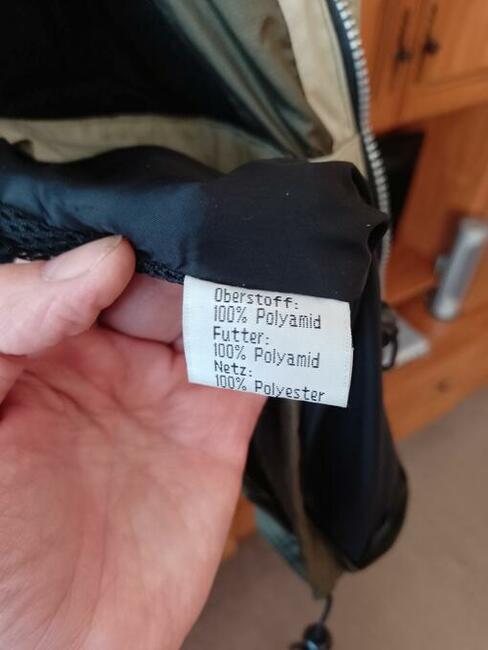 Oberstoff:
100% Polyamid
Futter:
100% Polyamid
Netz:
100% Polyester